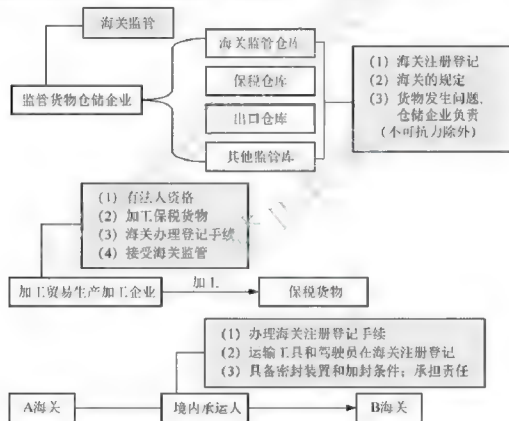 海关监管
监管货物仓储企业
海关监管仓库
保税仓库
出口仓库
其他监管库
(1) 海关注册登记
(2) 海关的规定
(3) 货物发生问题,
仓储企业负责
(不可抗力除外)
(1) 有法人资格
(2) 加工保税货物
(3) 海关办理登记手续
(4) 接受海关监管
加工贸易生产加工企业
加工
保税货物
(1) 办理海关注册登记手续
(2) 运输工具和驾驶员在海关注册登记
(3) 具备密封装置和加封条件; 承担责任
A海关
境内承运人
B海关